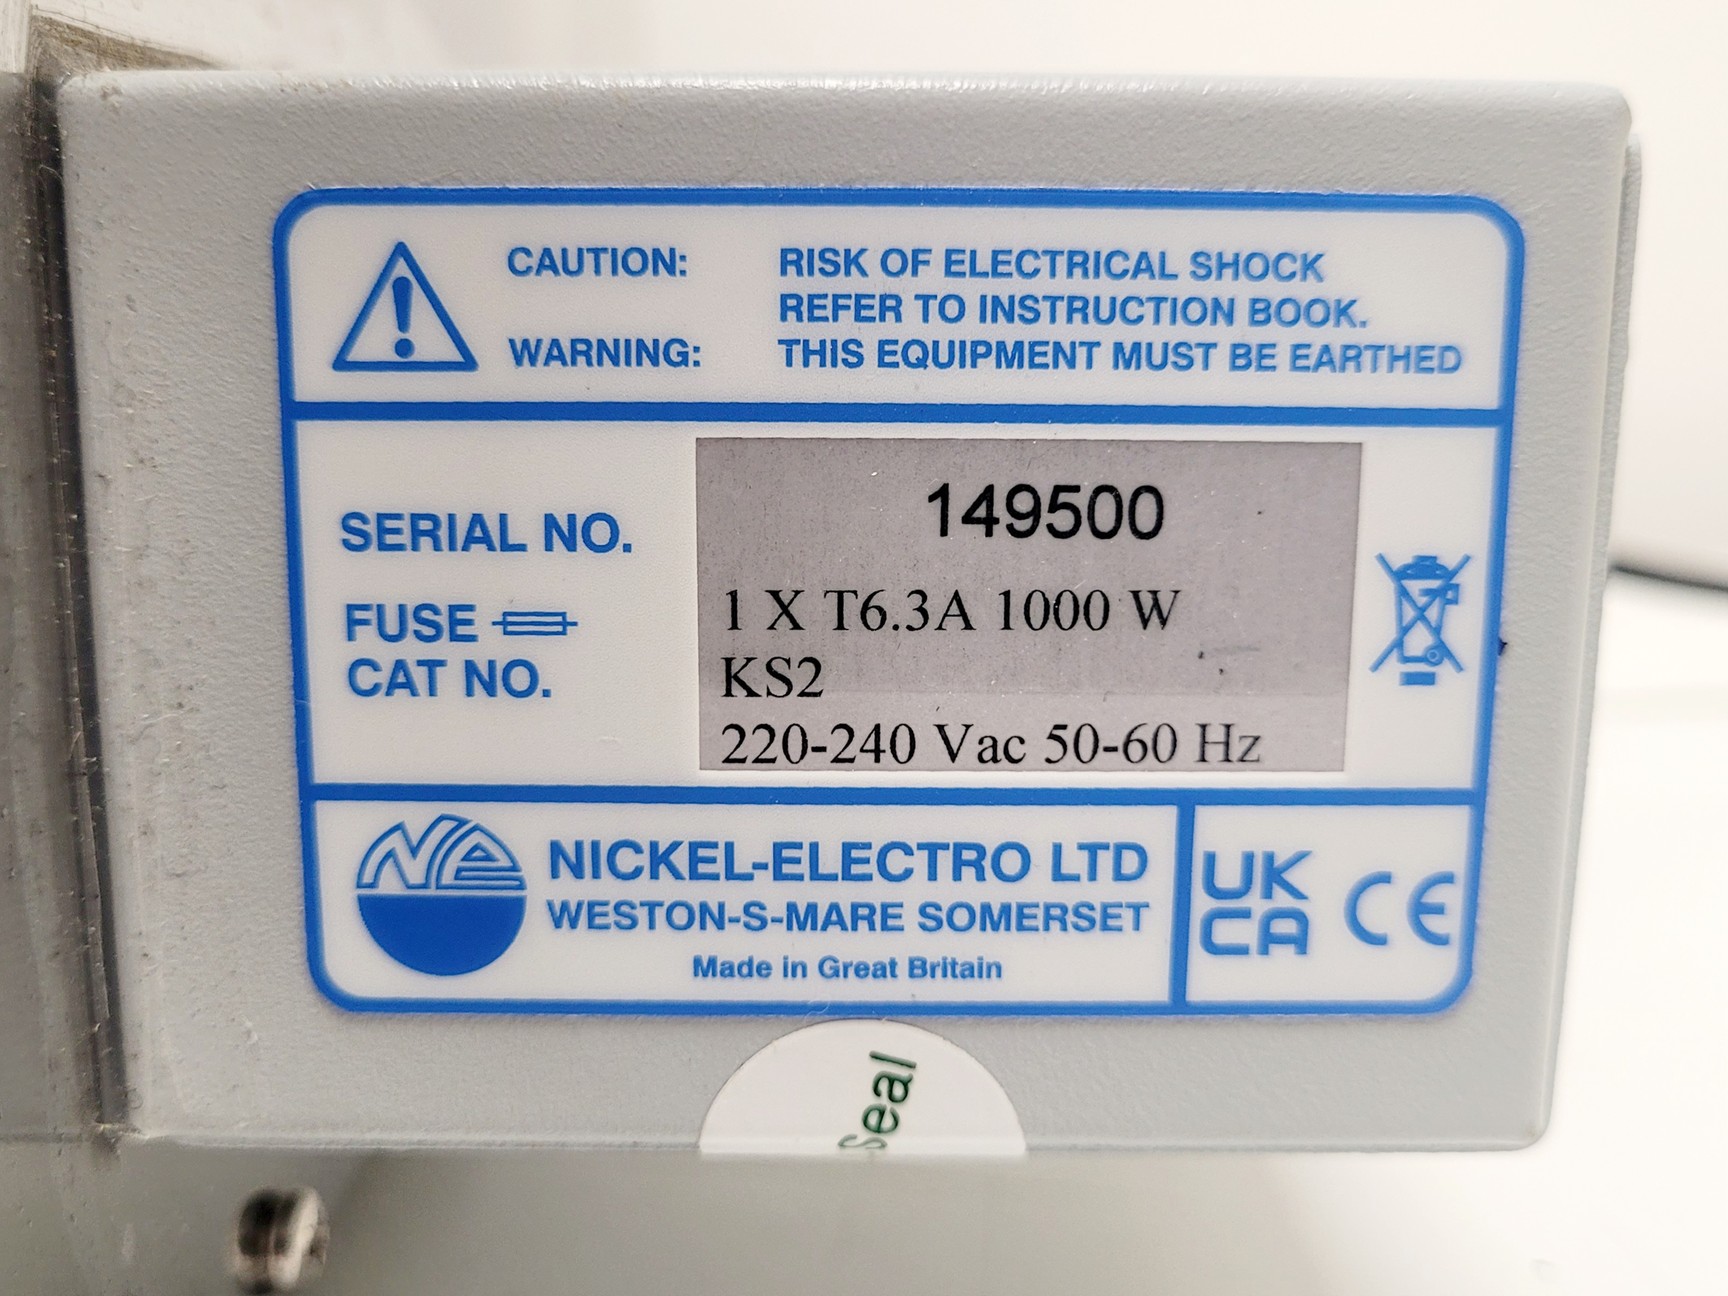 CAUTION: RISK OF ELECTRICAL SHOCK
REFER TO INSTRUCTION BOOK.
WARNING: THIS EQUIPMENT MUST BE EARTHED
SERIAL NO. 149500
FUSE 1 X T6.3A 1000 W
CAT NO. KS2
220-240 Vac 50-60 Hz
NE
NICKEL-ELECTRO LTD
WESTON-S-MARE SOMERSET
Made in Great Britain
UK
CA
CE
Seal